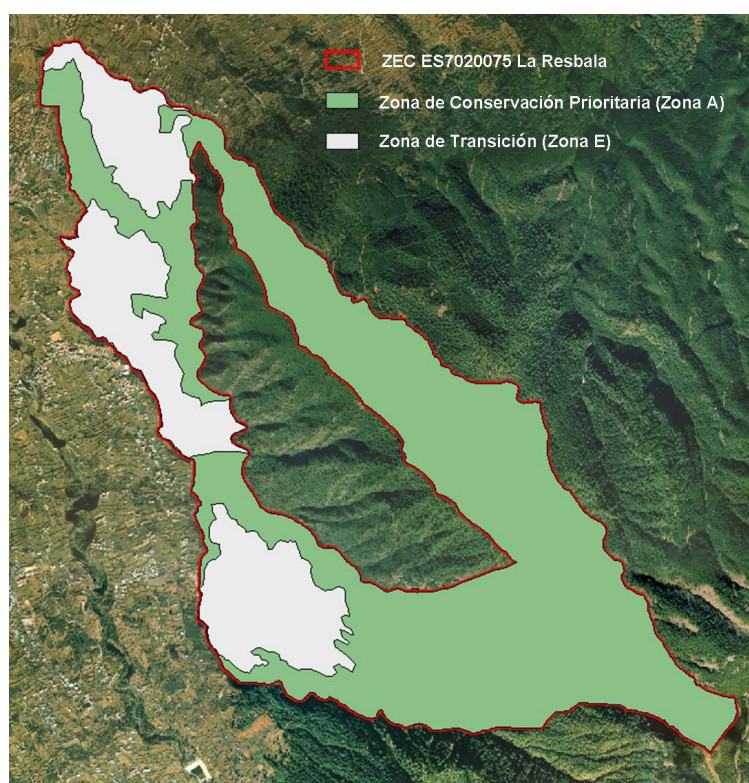 ZEC ES7020075 La Resbala
Zona de Conservación Prioritaria (Zona A)
Zona de Transición (Zona E)